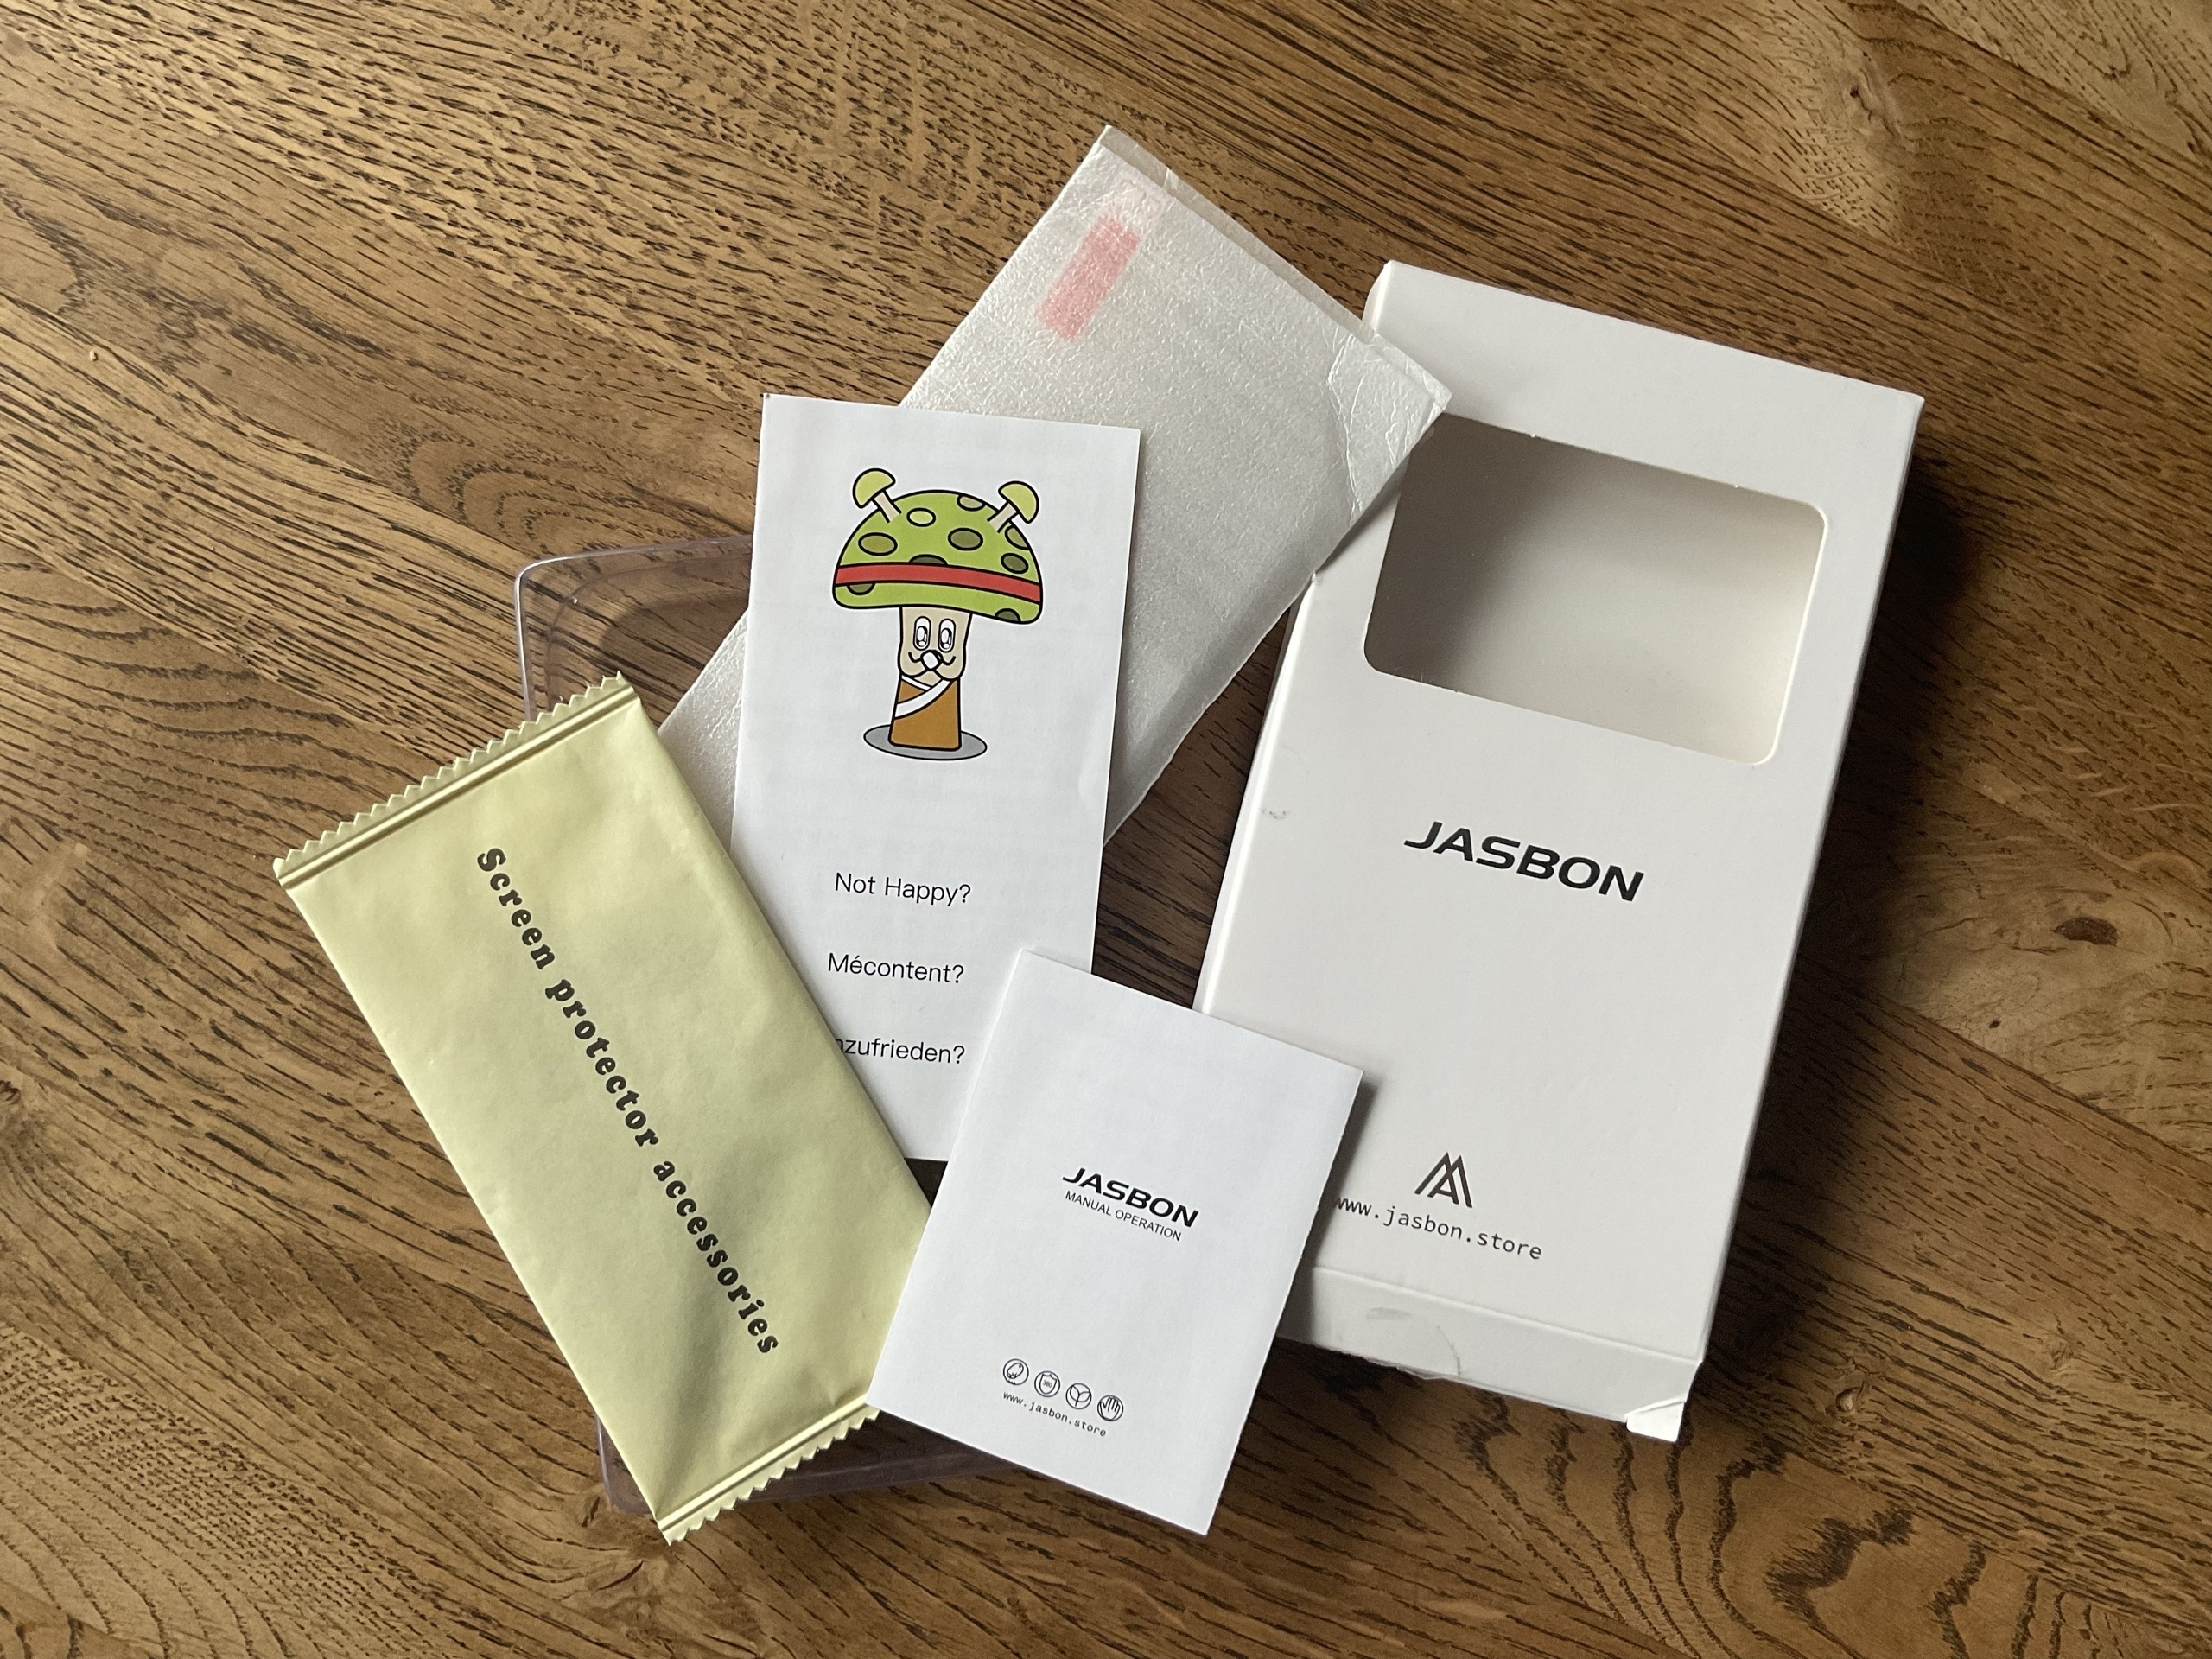 Not Happy?
Mécontent?
nzufrieden?
Screen protector accessories
JASBON
MANUAL OPERATION
www.jasbon.store
JASBON
www.jasbon.store